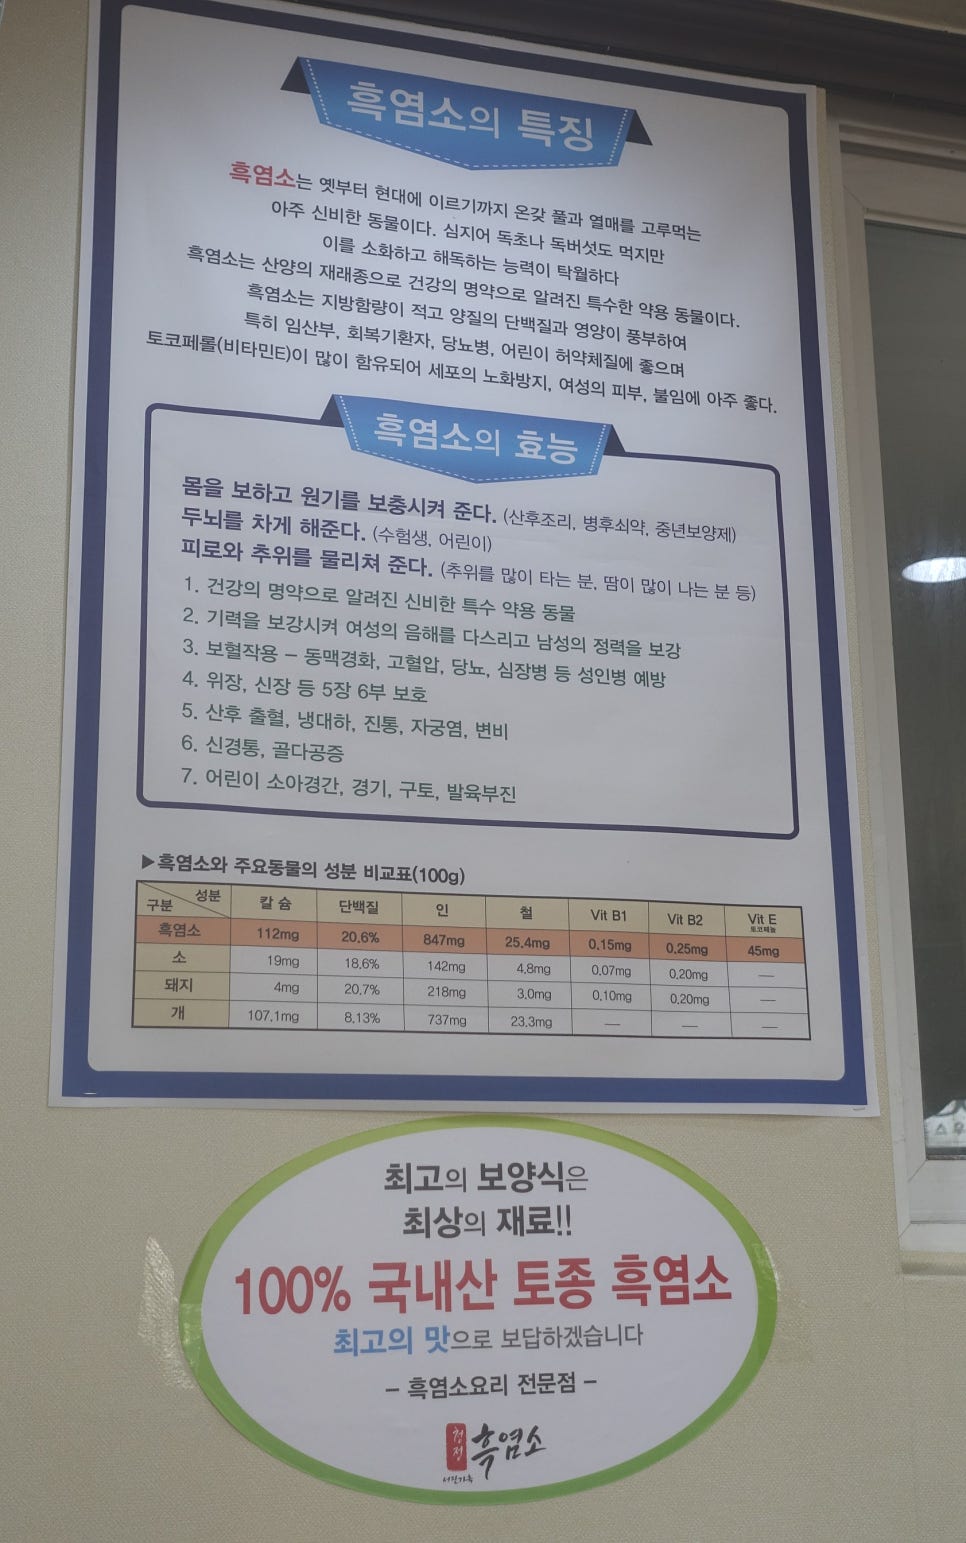 흑염소의 특징
흑염소는 옛부터 현대에 이르기까지 온갖 풀과 열매를 고루먹는
아주 신비한 동물이다. 심지어 독초나 독버섯도 먹지만
이를 소화하고 해독하는 능력이 탁월하다
흑염소는 산양의 재래종으로 건강의 명약으로 알려진 특수한 약용 동물이다.
흑염소는 지방함량이 적고 양질의 단백질과 영양이 풍부하여
특히 임산부, 회복기환자, 당뇨병, 어린이 허약체질에 좋으며
토코페롤(비타민E)이 많이 함유되어 세포의 노화방지, 여성의 피부, 불임에 아주 좋다.
흑염소의 효능
몸을 보하고 원기를 보충시켜 준다. (산후조리, 병후쇠약, 중년보양제)
두뇌를 차게 해준다. (수험생, 어린이)
피로와 추위를 물리쳐 준다. (추위를 많이 타는 분, 땀이 많이 나는 분 등)
1. 건강의 명약으로 알려진 신비한 특수 약용 동물
2. 기력을 보강시켜 여성의 음해를 다스리고 남성의 정력을 보강
3. 보혈작용 – 동맥경화, 고혈압, 당뇨, 심장병 등 성인병 예방
4. 위장, 신장 등 5장 6부 보호
5. 산후 출혈, 냉대하, 진통, 자궁염, 변비
6. 신경통, 골다공증
7. 어린이 소아경간, 경기, 구토, 발육부진
▶흑염소와 주요동물의 성분 비교표(100g)
구분 성분 칼슘 단백질 인 철 Vit B1 Vit B2 Vit E 토코페놀
흑염소 112mg 20.6% 847mg 25.4mg 0.15mg 0.25mg 45mg
소 19mg 18.6% 142mg 4.8mg 0.07mg 0.20mg —
돼지 4mg 20.7% 218mg 3.0mg 0.10mg 0.20mg —
개 107.1mg 8.13% 737mg 23.3mg — — —
최고의 보양식은
최상의 재료!!
100% 국내산 토종 흑염소
최고의 맛으로 보답하겠습니다
– 흑염소요리 전문점 –
청정 흑염소